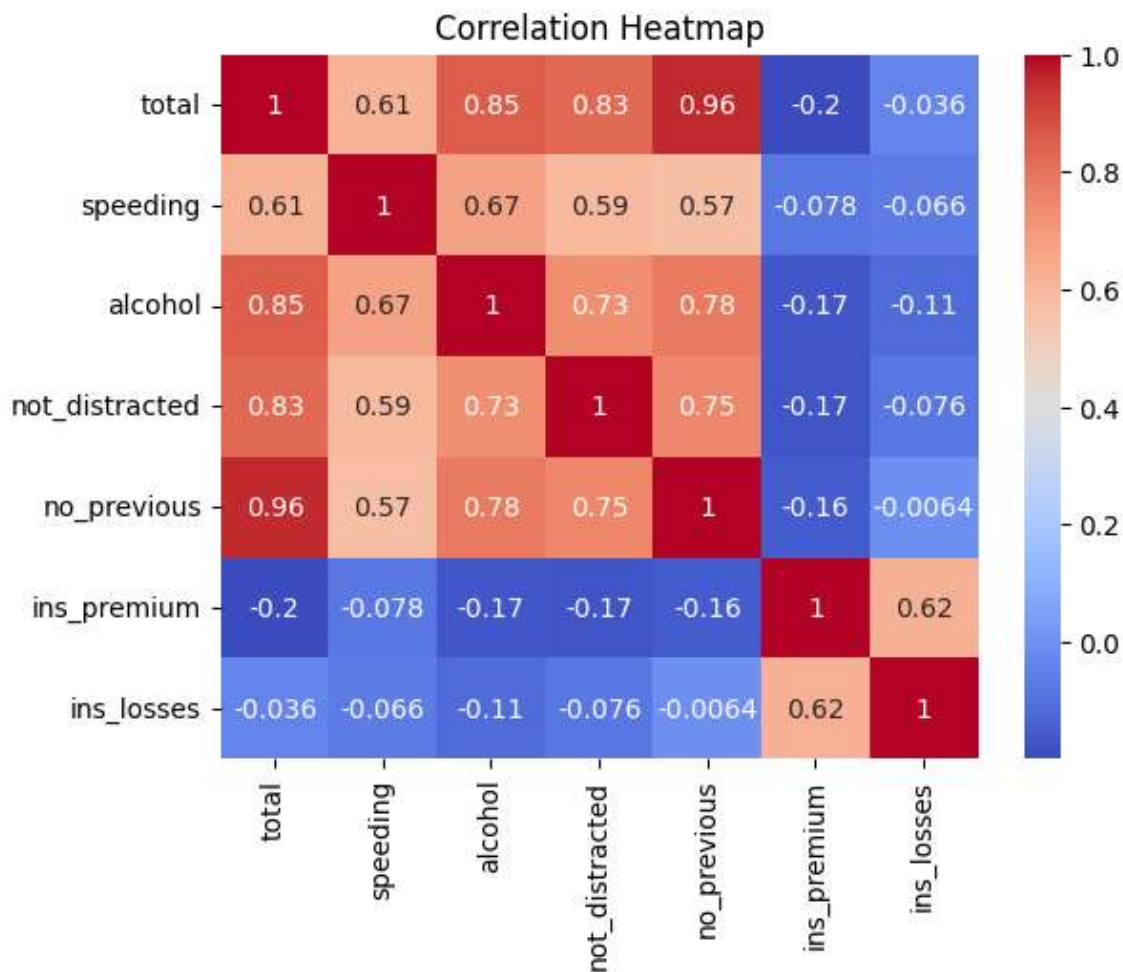 Correlation Heatmap
total 1 0.61 0.85 0.83 0.96 -0.2 -0.036
speeding 0.61 1 0.67 0.59 0.57 -0.078 -0.066
alcohol 0.85 0.67 1 0.73 0.78 -0.17 -0.11
not_distracted 0.83 0.59 0.73 1 0.75 -0.17 -0.076
no_previous 0.96 0.57 0.78 0.75 1 -0.16 -0.0064
ins_premium -0.2 -0.078 -0.17 -0.17 -0.16 1 0.62
ins_losses -0.036 -0.066 -0.11 -0.076 -0.0064 0.62 1
total
speeding
alcohol
not_distracted
no_previous
ins_premium
ins_losses
1.0
0.8
0.6
0.4
0.2
0.0